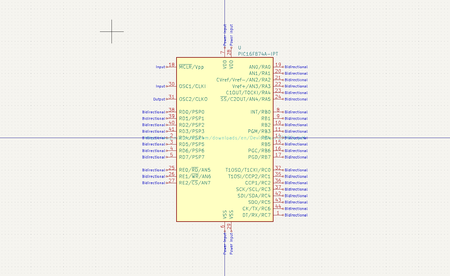 U
PIC16F874A-IPT
Power input
Power input
7
28
VDD
VDD
Input 18 MCLR/Vpp
AN0/RA0 19 Bidirectional
AN1/RA1 20 Bidirectional
CVref/Vref-/AN2/RA2 21 Bidirectional
Input 30 OSC1/CLKI
Vref+/AN3/RA3 22 Bidirectional
C1OUT/T0CKI/RA4 23 Bidirectional
Output 31 OSC2/CLKO
SS/C2OUT/AN4/RA5 24 Bidirectional
Bidirectional 38 RD0/PSP0
INT/RB0 8 Bidirectional
Bidirectional 39 RD1/PSP1
RB1 9 Bidirectional
Bidirectional 40 RD2/PSP2
RB2 10 Bidirectional
Bidirectional 41 RD3/PSP3
PGM/RB3 11 Bidirectional
Bidirectional 2 RD4/PSP4
RB4 14 Bidirectional
Bidirectional 3 RD5/PSP5
RB5 15 Bidirectional
Bidirectional 4 RD6/PSP6
PGC/RB6 16 Bidirectional
Bidirectional 5 RD7/PSP7
PGD/RB7 17 Bidirectional
Bidirectional 25 RE0/RD/AN5
T1OSO/T1CKI/RC0 32 Bidirectional
Bidirectional 26 RE1/WR/AN6
T1OSI/CCP2/RC1 35 Bidirectional
Bidirectional 27 RE2/CS/AN7
CCP1/RC2 36 Bidirectional
SCK/SCL/RC3 37 Bidirectional
SDI/SDA/RC4 42 Bidirectional
SDO/RC5 43 Bidirectional
CK/TX/RC6 44 Bidirectional
DT/RX/RC7 1 Bidirectional
VSS
VSS
6
29
Power input
Power input